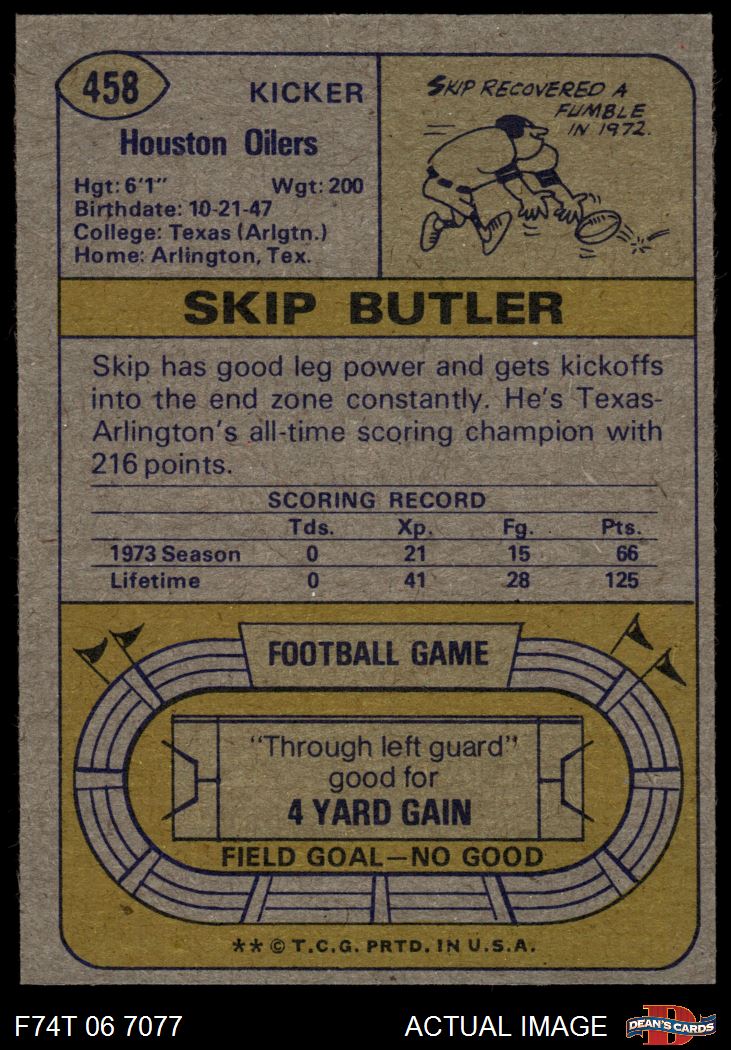 458
KICKER
Houston Oilers
Hgt: 6'1" Wgt: 200
Birthdate: 10-21-47
College: Texas (Arlgtn.)
Home: Arlington, Tex.
SKIP RECOVERED A
FUMBLE
IN 1972.
SKIP BUTLER
Skip has good leg power and gets kickoffs
into the end zone constantly. He's Texas-
Arlington's all-time scoring champion with
216 points.
SCORING RECORD
Tds. Xp. Fg. Pts.
1973 Season 0 21 15 66
Lifetime 0 41 28 125
FOOTBALL GAME
"Through left guard"
good for
4 YARD GAIN
FIELD GOAL—NO GOOD
** © T.C.G. PRTD. IN U.S.A.
F74T 06 7077 ACTUAL IMAGE
D
DEAN'S CARDS